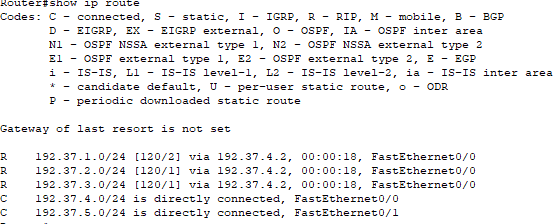 Router#show ip route
Codes: C - connected, S - static, I - IGRP, R - RIP, M - mobile, B - BGP
D - EIGRP, EX - EIGRP external, O - OSPF, IA - OSPF inter area
N1 - OSPF NSSA external type 1, N2 - OSPF NSSA external type 2
E1 - OSPF external type 1, E2 - OSPF external type 2, E - EGP
i - IS-IS, L1 - IS-IS level-1, L2 - IS-IS level-2, ia - IS-IS inter area
* - candidate default, U - per-user static route, o - ODR
P - periodic downloaded static route
Gateway of last resort is not set
R 192.37.1.0/24 [120/2] via 192.37.4.2, 00:00:18, FastEthernet0/0
R 192.37.2.0/24 [120/1] via 192.37.4.2, 00:00:18, FastEthernet0/0
R 192.37.3.0/24 [120/1] via 192.37.4.2, 00:00:18, FastEthernet0/0
C 192.37.4.0/24 is directly connected, FastEthernet0/0
C 192.37.5.0/24 is directly connected, FastEthernet0/1